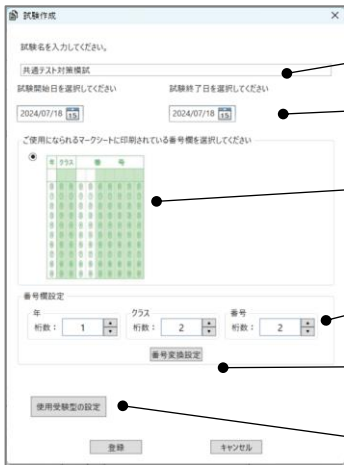 試験作成
試験名を入力してください。
共通テスト対策模試
試験開始日を選択してください 試験終了日を選択してください
2024/07/18 15 2024/07/18 15
ご使用になられるマークシートに印刷されている番号欄を選択してください
年 クラス 番 号
番号欄設定
年 クラス 番号
桁数： 1 桁数： 2 桁数： 2
番号変換設定
使用受験型の設定
登録 キャンセル